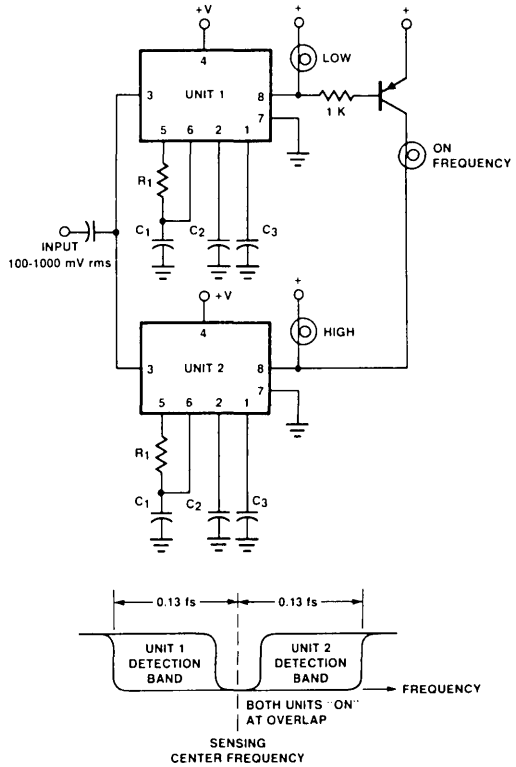 +V
+
+
4
LOW
3
UNIT 1
8
1 K
7
5
6
2
1
ON
FREQUENCY
R1
C1
C2
C3
INPUT
100-1000 mV rms
+V
+
4
HIGH
3
UNIT 2
8
7
5
6
2
1
R1
C1
C2
C3
0.13 fs
0.13 fs
UNIT 1
DETECTION
BAND
UNIT 2
DETECTION
BAND
FREQUENCY
BOTH UNITS "ON"
AT OVERLAP
SENSING
CENTER FREQUENCY